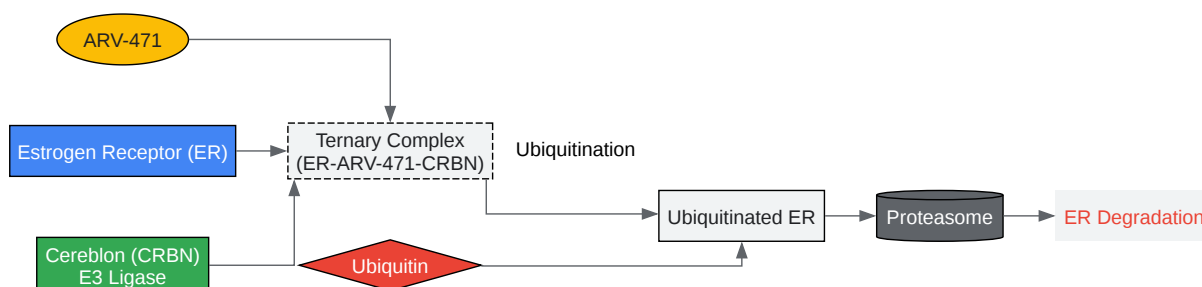 ARV-471
Estrogen Receptor (ER)
Ternary Complex
(ER-ARV-471-CRBN)
Ubiquitination
Cereblon (CRBN)
E3 Ligase
Ubiquitin
Ubiquitinated ER
Proteasome
ER Degradation